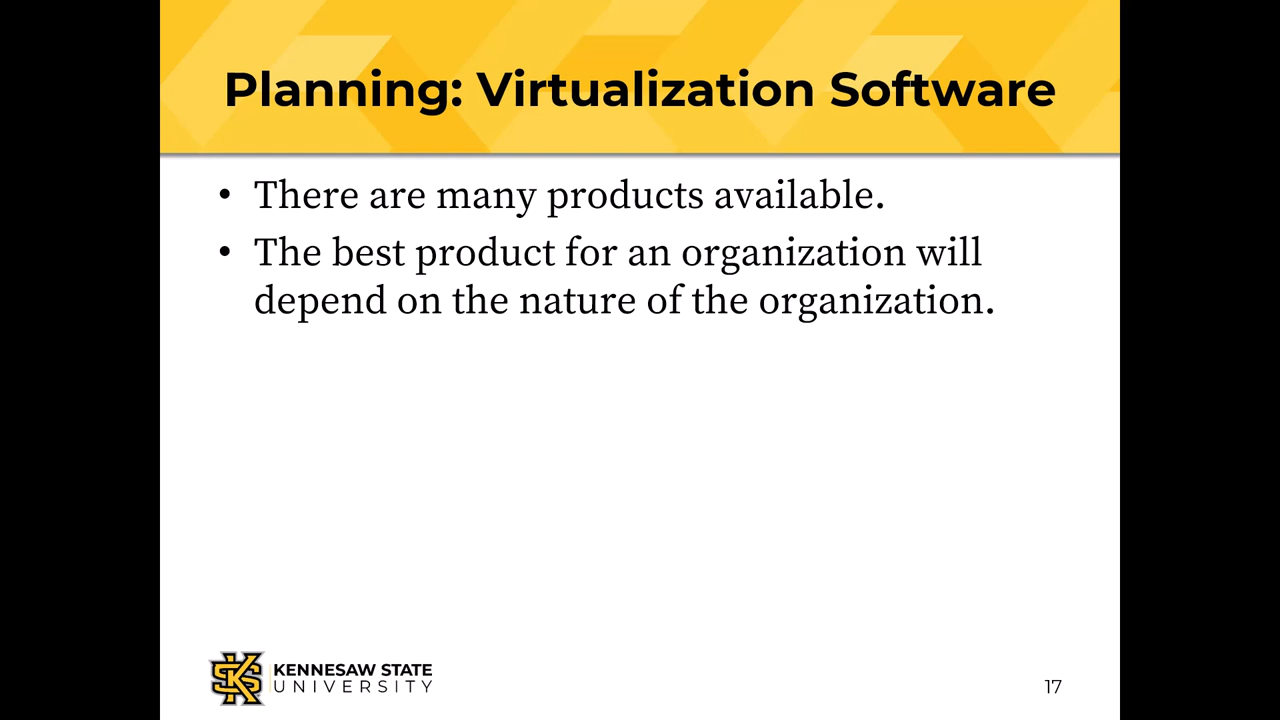 Planning: Virtualization Software
• There are many products available.
• The best product for an organization will
depend on the nature of the organization.
KENNESAW STATE
UNIVERSITY
17